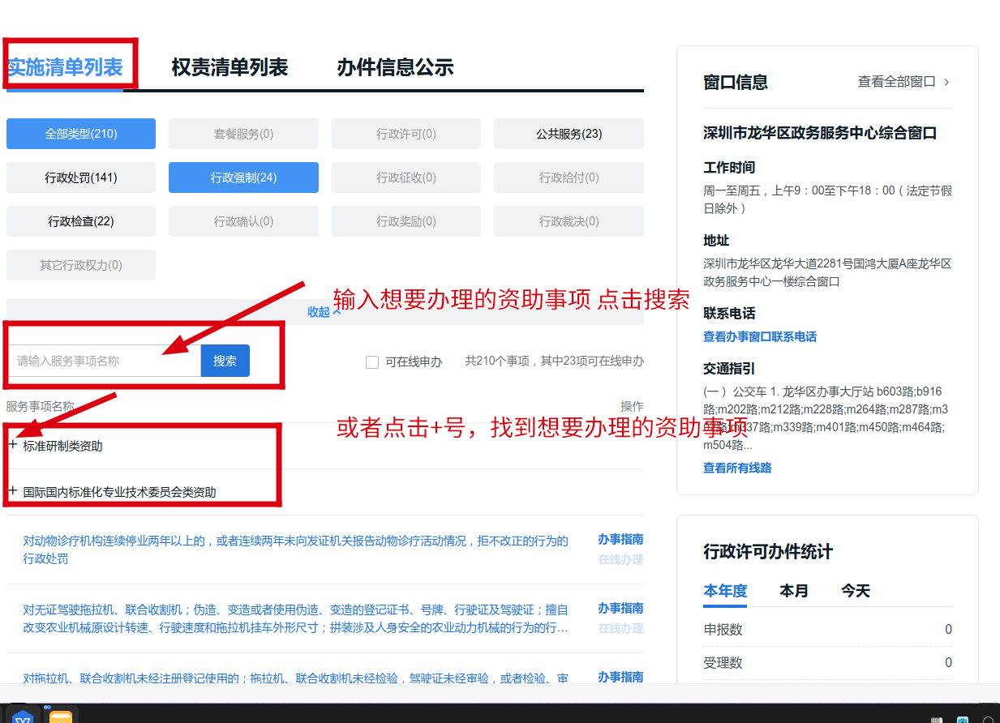 实施清单列表 权责清单列表 办件信息公示
全部类型(210) 套餐服务(0) 行政许可(0) 公共服务(23)
行政处罚(141) 行政强制(24) 行政征收(0) 行政给付(0)
行政检查(22) 行政确认(0) 行政奖励(0) 行政裁决(0)
其它行政权力(0)
收起
输入想要办理的资助事项 点击搜索
请输入服务事项名称 搜索 可在线申办 共210个事项，其中23项可在线申办
服务事项名称 操作
或者点击+号，找到想要办理的资助事项
+ 标准研制类资助
+ 国际国内标准化专业技术委员会类资助
对动物诊疗机构连续停业两年以上的，或者连续两年未向发证机关报告动物诊疗活动情况，拒不改正的行为的
行政处罚
办事指南
在线办理
对无证驾驶拖拉机、联合收割机；伪造、变造或者使用伪造、变造的登记证书、号牌、行驶证及驾驶证；擅自
改变农业机械原设计转速、行驶速度和拖拉机挂车外形尺寸；拼装涉及人身安全的农业动力机械的行为的行…
办事指南
在线办理
对拖拉机、联合收割机未经注册登记使用的；拖拉机、联合收割机未经检验，驾驶证未经审验，或者检验、审
办事指南
窗口信息 查看全部窗口 >
深圳市龙华区政务服务中心综合窗口
工作时间
周一至周五，上午9：00至下午18：00（法定节假
日除外）
地址
深圳市龙华区龙华大道2281号国鸿大厦A座龙华区
政务服务中心一楼综合窗口
联系电话
查看办事窗口联系电话
交通指引
(一 ）公交车 1. 龙华区办事大厅站 b603路;b916
路;m202路;m212路;m228路;m264路;m287路;m3
路;m337路;m339路;m401路;m450路;m464路;
m504路...
查看所有线路
行政许可办件统计
本年度 本月 今天
申报数 0
受理数 0